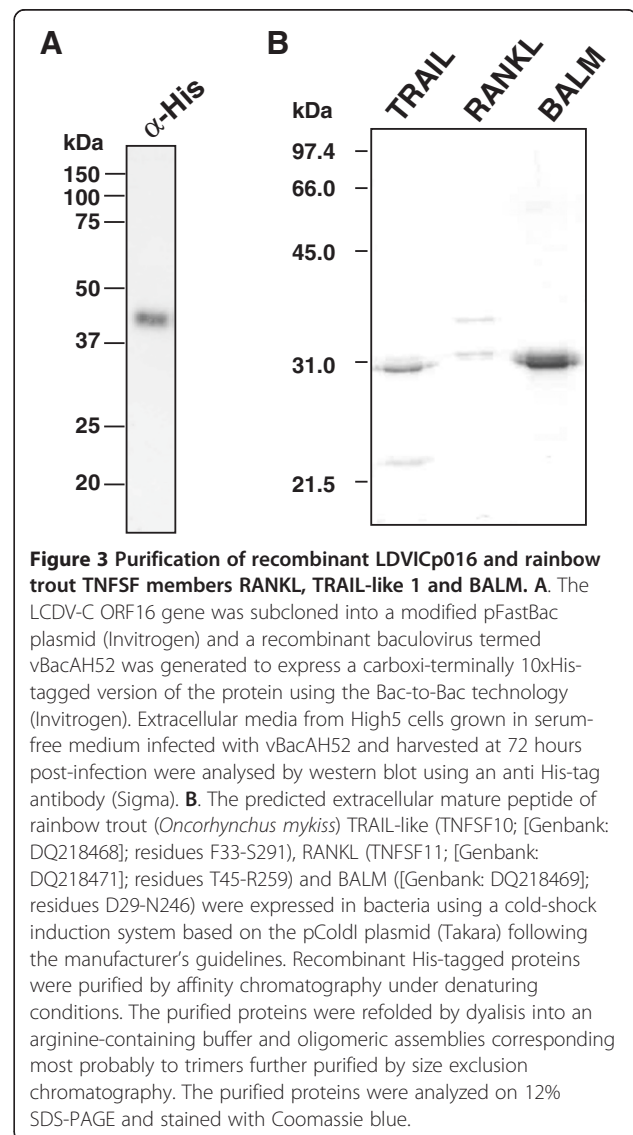 A
B
α-His
TRAIL
RANKL
BALM
kDa
150
100
75
50
37
25
20
kDa
97.4
66.0
45.0
31.0
21.5
Figure 3 Purification of recombinant LDVICp016 and rainbow
trout TNFSF members RANKL, TRAIL-like 1 and BALM. A. The
LCDV-C ORF16 gene was subcloned into a modified pFastBac
plasmid (Invitrogen) and a recombinant baculovirus termed
vBacAH52 was generated to express a carboxi-terminally 10xHis-
tagged version of the protein using the Bac-to-Bac technology
(Invitrogen). Extracellular media from High5 cells grown in serum-
free medium infected with vBacAH52 and harvested at 72 hours
post-infection were analysed by western blot using an anti His-tag
antibody (Sigma). B. The predicted extracellular mature peptide of
rainbow trout (Oncorhynchus mykiss) TRAIL-like (TNFSF10; [Genbank:
DQ218468]; residues F33-S291), RANKL (TNFSF11; [Genbank:
DQ218471]; residues T45-R259) and BALM ([Genbank: DQ218469];
residues D29-N246) were expressed in bacteria using a cold-shock
induction system based on the pColdI plasmid (Takara) following
the manufacturer's guidelines. Recombinant His-tagged proteins
were purified by affinity chromatography under denaturing
conditions. The purified proteins were refolded by dyalisis into an
arginine-containing buffer and oligomeric assemblies corresponding
most probably to trimers further purified by size exclusion
chromatography. The purified proteins were analyzed on 12%
SDS-PAGE and stained with Coomassie blue.